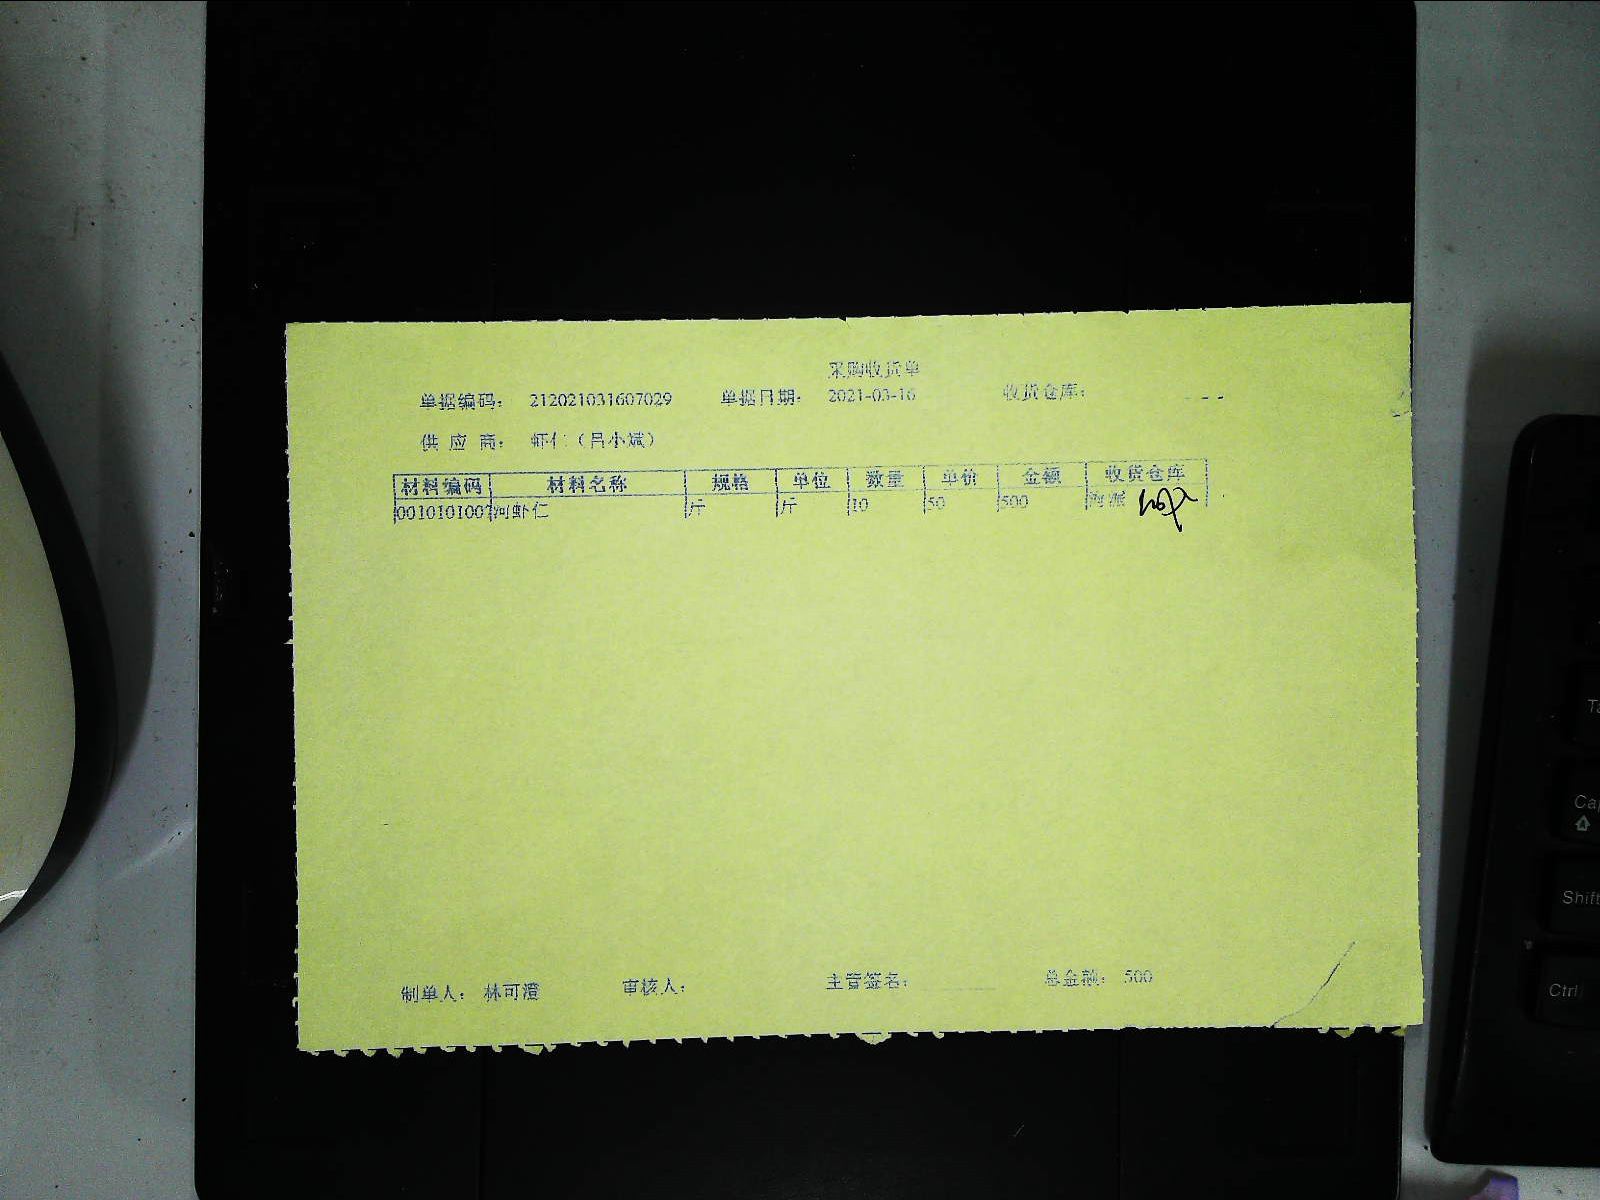 采购收货单
单据编码： 212021031607029 单据日期： 2021-03-16 收货仓库：
供 应 商： 虾仁（吕小斌）
材料编码 材料名称 规格 单位 数量 单价 金额 收货仓库
0010101007 河虾仁 斤 斤 10 50 500 海派
制单人： 林可澄 审核人： 主管签名： 总金额： 500
Shift
Ctrl